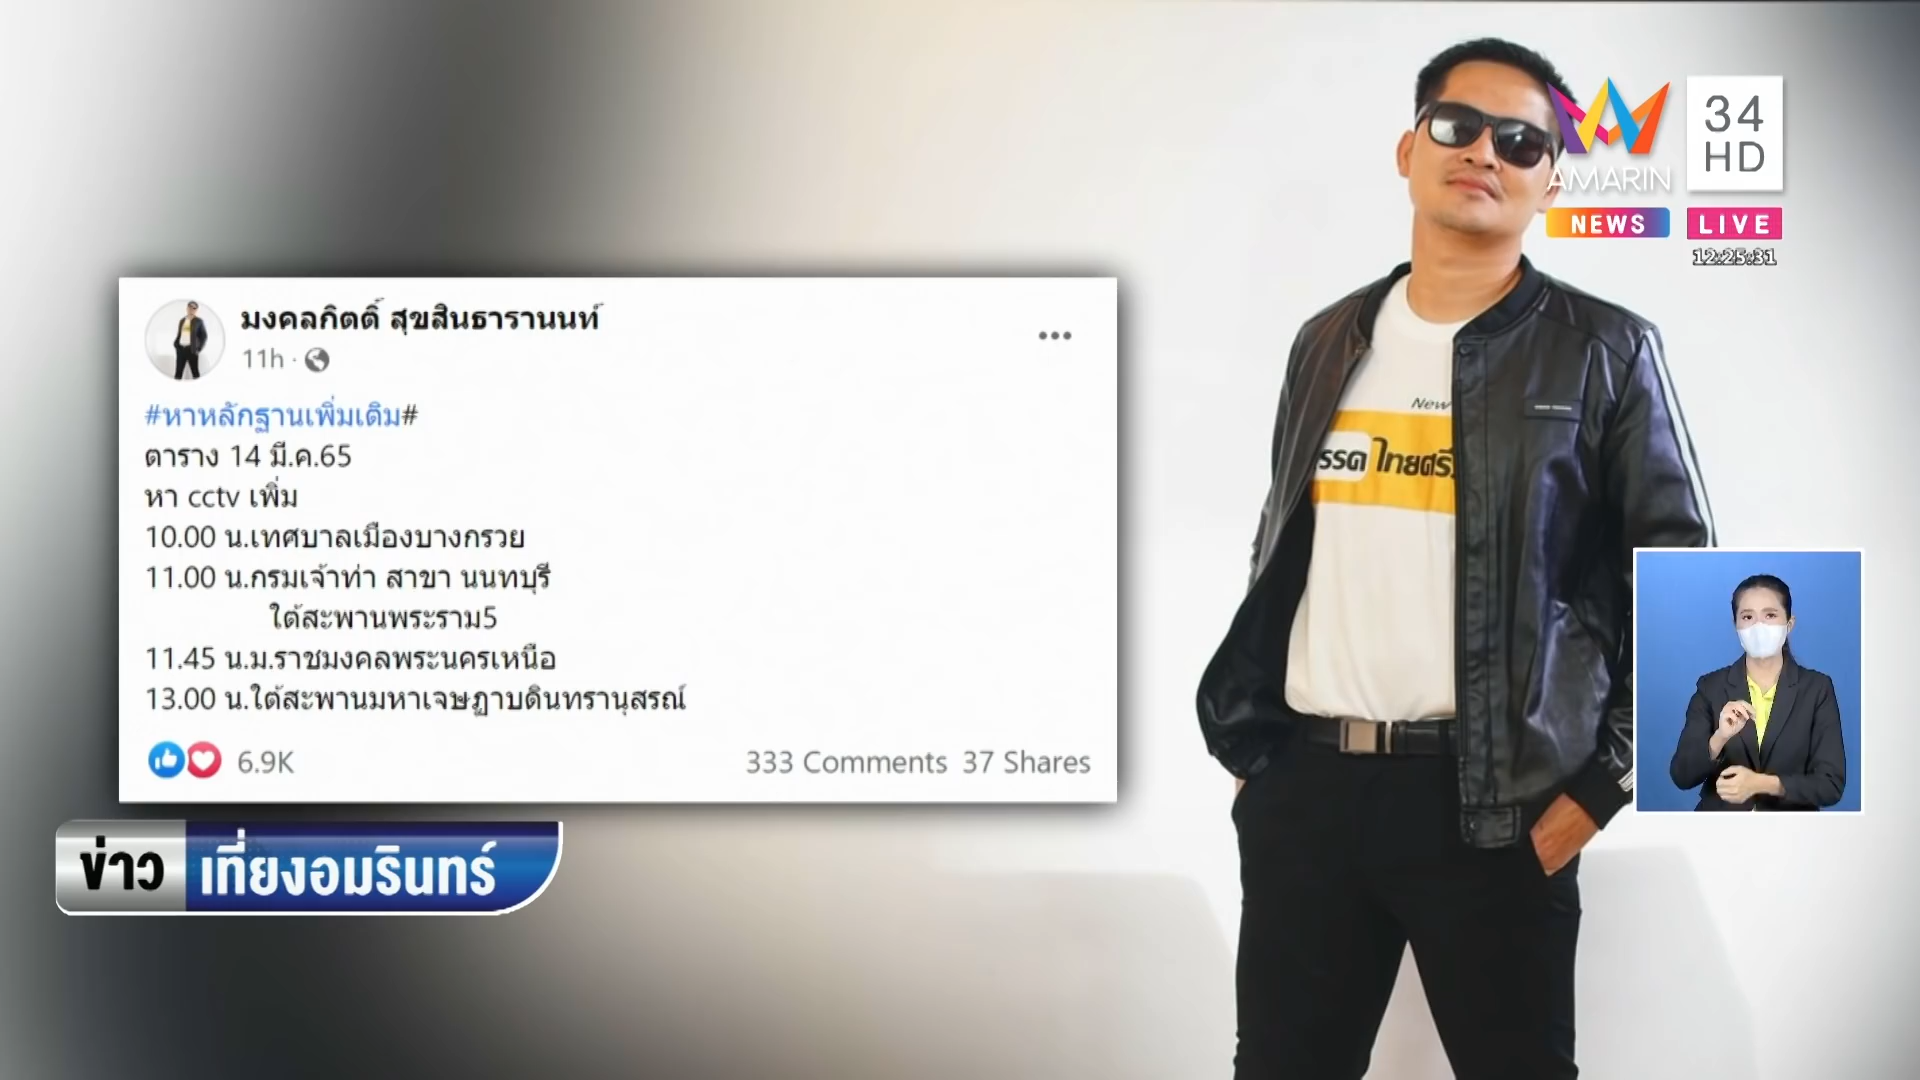 AMARIN
34
HD
NEWS
LIVE
12:25:31
มงคลกิตติ์ สุขสินธารานนท์
11h ·
#หาหลักฐานเพิ่มเติม#
ตาราง 14 มี.ค.65
หา cctv เพิ่ม
10.00 น.เทศบาลเมืองบางกรวย
11.00 น.กรมเจ้าท่า สาขา นนทบุรี
ใต้สะพานพระราม5
11.45 น.ม.ราชมงคลพระนครเหนือ
13.00 น.ใต้สะพานมหาเจษฎาบดินทรานุสรณ์
6.9K
333 Comments 37 Shares
New
รรค ไทยศรี
ข่าว เที่ยงอมรินทร์